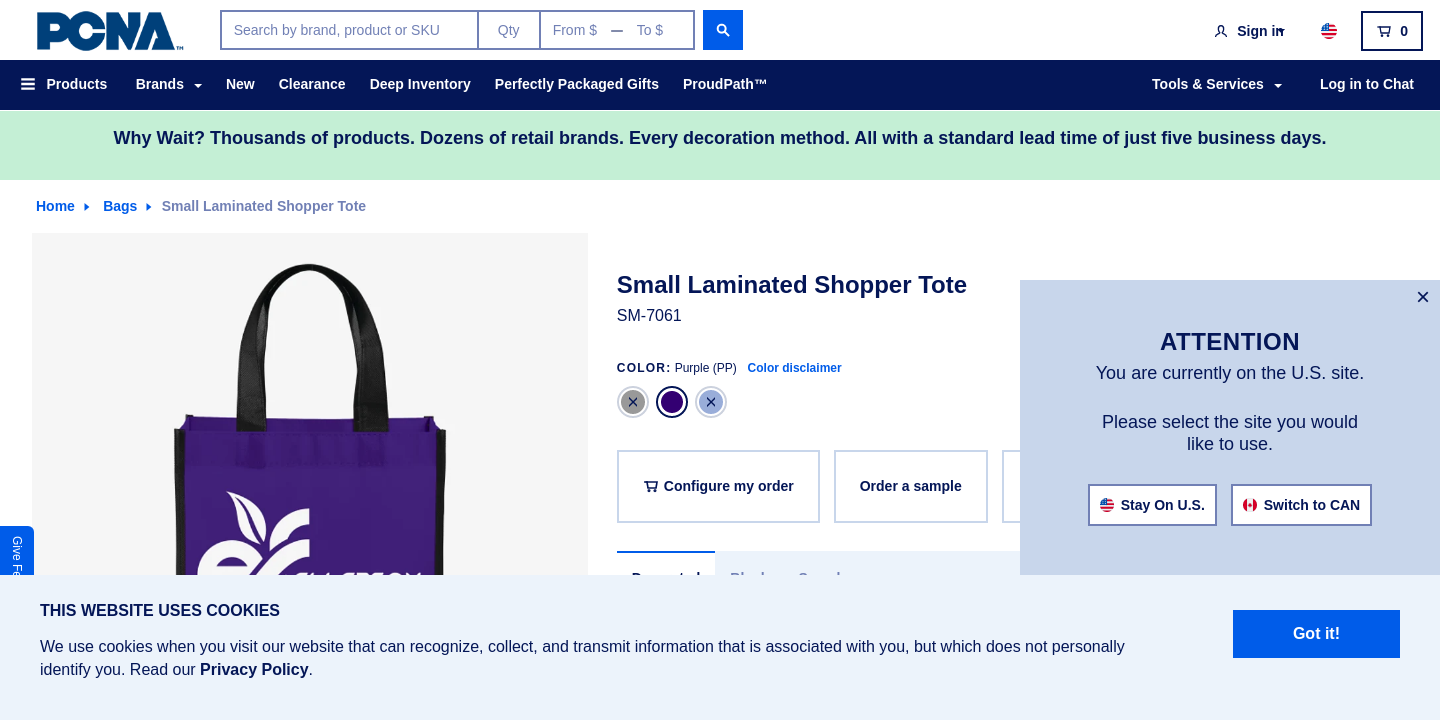 PCNA™
Search by brand, product or SKU
Qty
From $ — To $
Sign in
0
Products
Brands
New
Clearance
Deep Inventory
Perfectly Packaged Gifts
ProudPath™
Tools & Services
Log in to Chat
Why Wait? Thousands of products. Dozens of retail brands. Every decoration method. All with a standard lead time of just five business days.
Home
Bags
Small Laminated Shopper Tote
Small Laminated Shopper Tote
SM-7061
COLOR: Purple (PP) Color disclaimer
Configure my order
Order a sample
×
ATTENTION
You are currently on the U.S. site.
Please select the site you would
like to use.
Stay On U.S.
Switch to CAN
Give Fe
THIS WEBSITE USES COOKIES
We use cookies when you visit our website that can recognize, collect, and transmit information that is associated with you, but which does not personally
identify you. Read our Privacy Policy.
Got it!